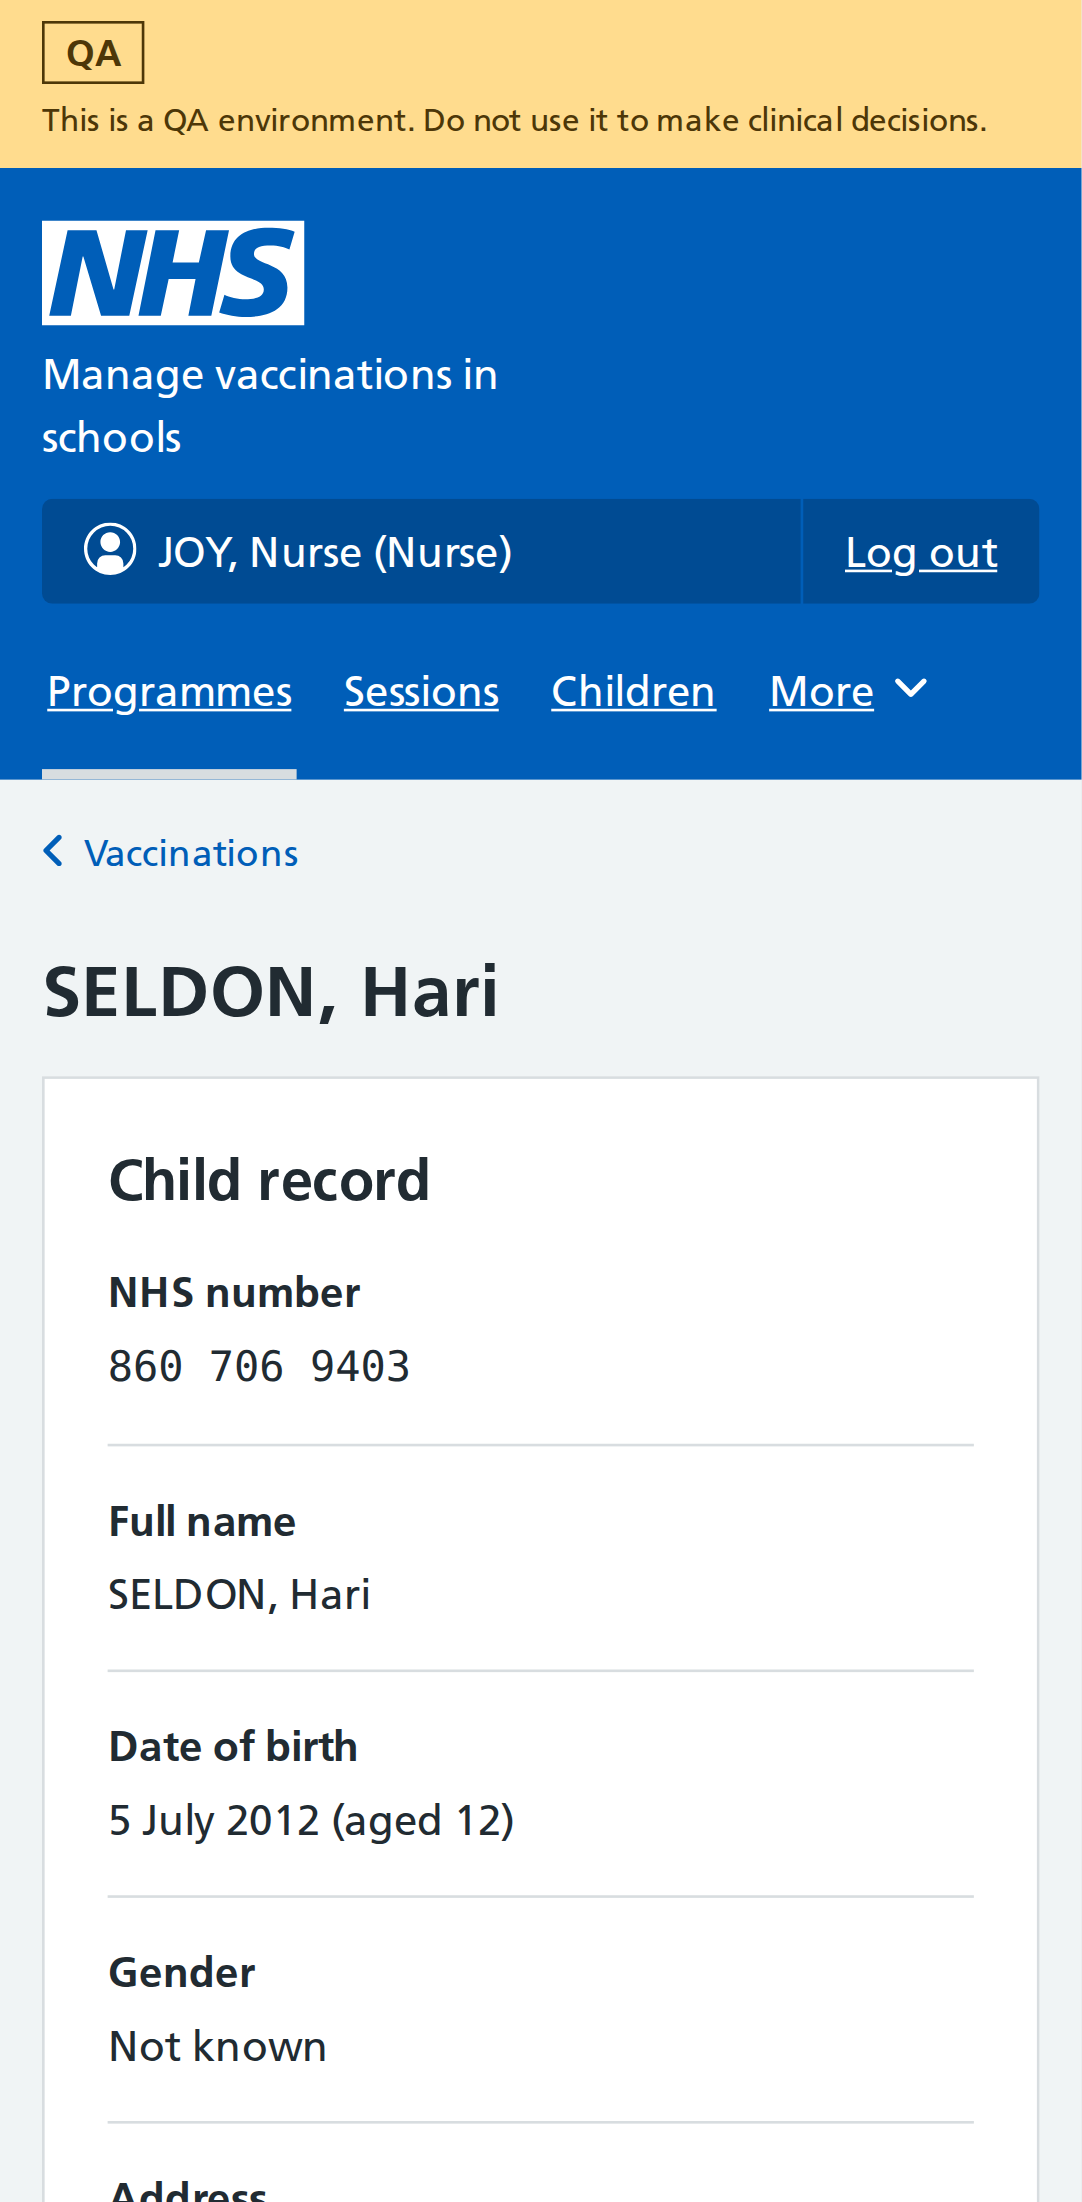 QA
This is a QA environment. Do not use it to make clinical decisions.
NHS
Manage vaccinations in
schools
JOY, Nurse (Nurse)
Log out
Programmes
Sessions
Children
More
Vaccinations
SELDON, Hari
Child record
NHS number
860 706 9403
Full name
SELDON, Hari
Date of birth
5 July 2012 (aged 12)
Gender
Not known
Address